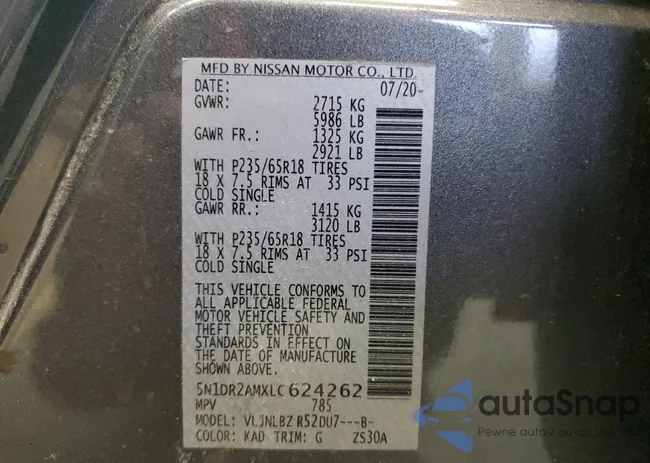 MFD BY NISSAN MOTOR CO., LTD.
DATE: 07/20-
GVWR: 2715 KG
5986 LB
GAWR FR.: 1325 KG
2921 LB
WITH P235/65R18 TIRES
18 X 7.5 RIMS AT 33 PSI
COLD SINGLE
GAWR RR.: 1415 KG
3120 LB
WITH P235/65R18 TIRES
18 X 7.5 RIMS AT 33 PSI
COLD SINGLE
THIS VEHICLE CONFORMS TO
ALL APPLICABLE FEDERAL
MOTOR VEHICLE SAFETY AND
THEFT PREVENTION
STANDARDS IN EFFECT ON
THE DATE OF MANUFACTURE
SHOWN ABOVE.
5N1DR2AMXLC624262
MPV 785
MODEL: VLJNLBZ R52DU7---B-
COLOR: KAD TRIM: G ZS30A
autoSnap
Pewne auto z USA